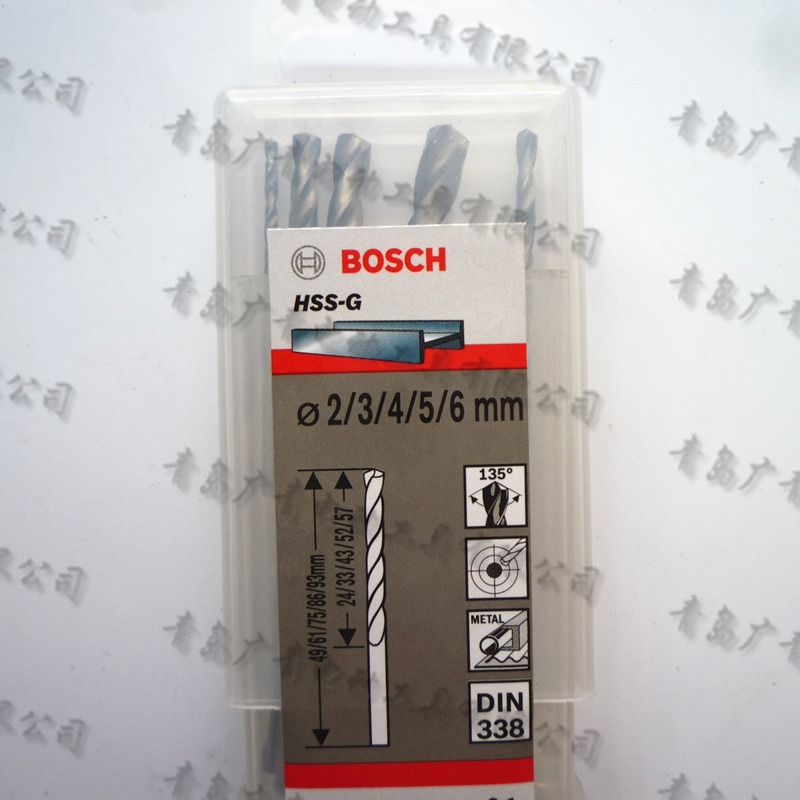 BOSCH
HSS-G
ø 2/3/4/5/6 mm
135°
24/33/43/52/57
49/61/75/86/93mm
METAL
DIN
338
电动工具有限公司
青岛广